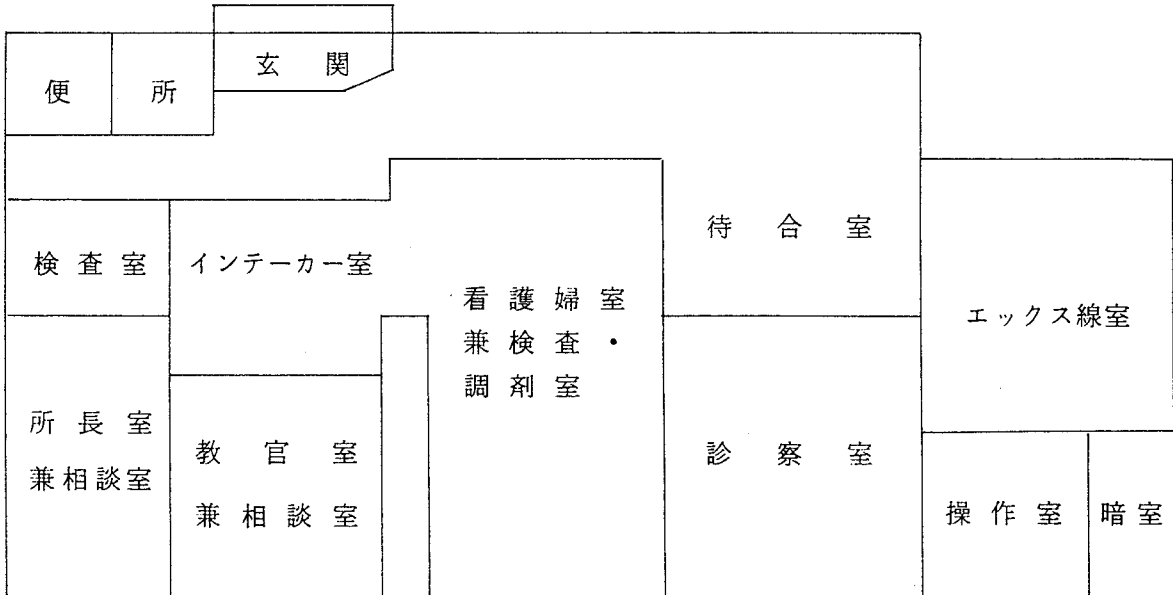 便所
玄関
待合室
検査室
インテーカー室
看護婦室
兼検査・
調剤室
エックス線室
所長室
兼相談室
教官室
兼相談室
診察室
操作室
暗室